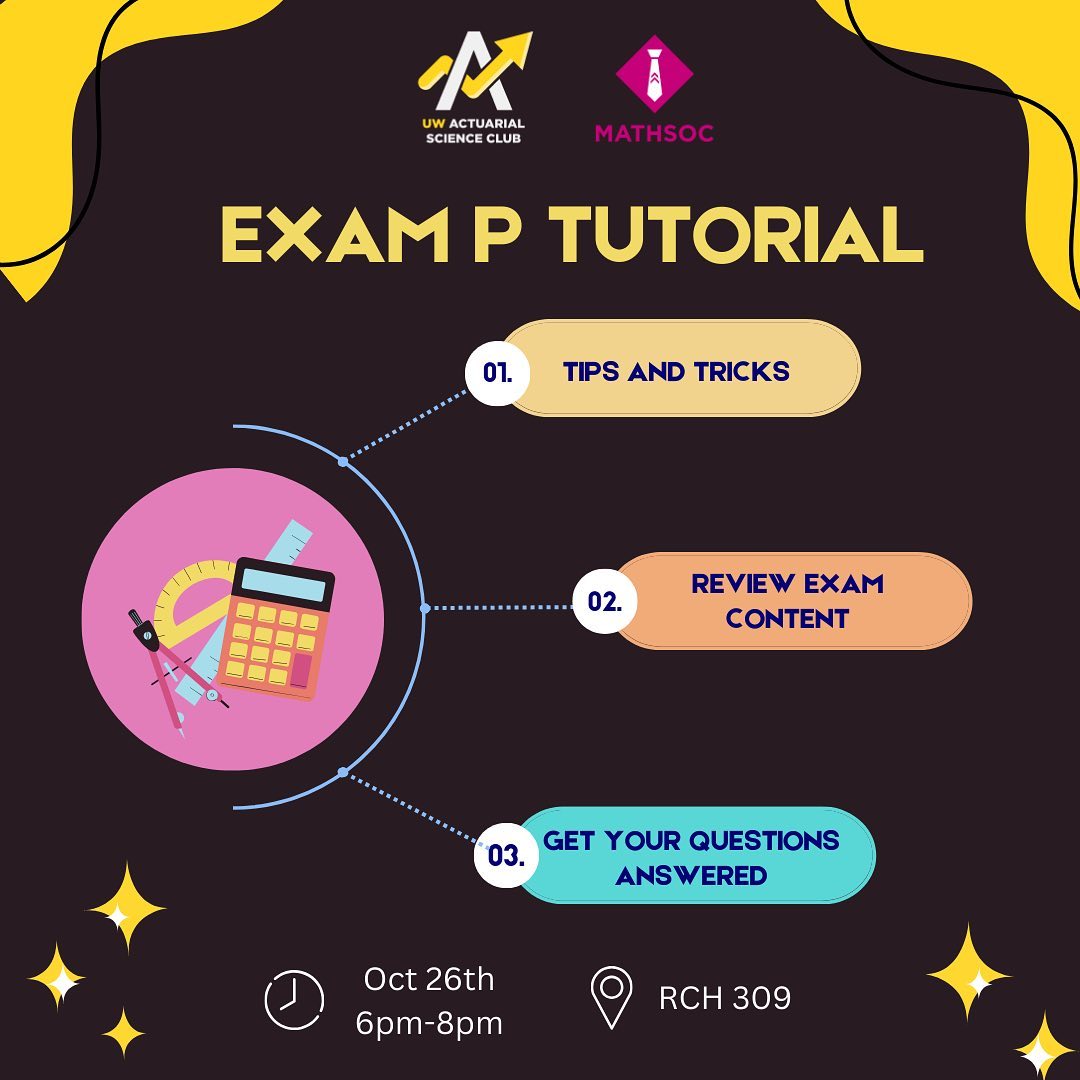 UW ACTUARIAL
SCIENCE CLUB
MATHSOC
EXAM P TUTORIAL
01.
TIPS AND TRICKS
02.
REVIEW EXAM
CONTENT
03.
GET YOUR QUESTIONS
ANSWERED
Oct 26th
6pm-8pm
RCH 309